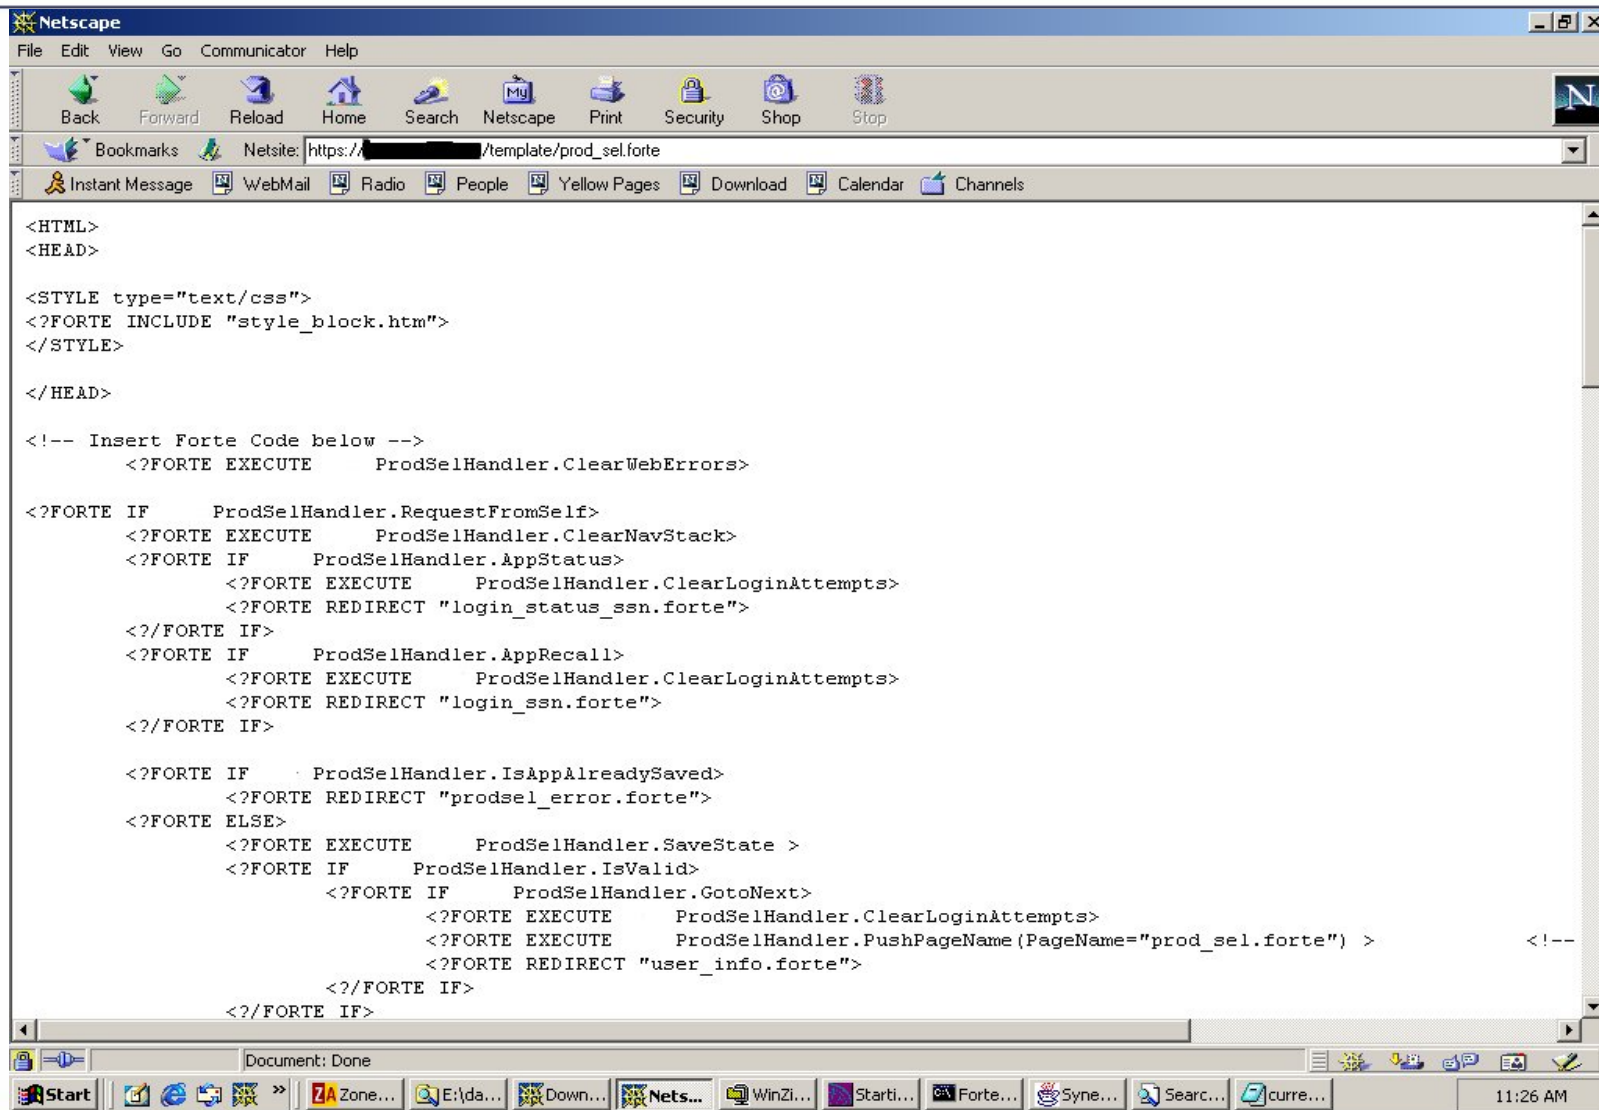 Netscape
File Edit View Go Communicator Help
Back Forward Reload Home Search Netscape Print Security Shop Stop
My
N
Bookmarks Netsite: https:// /template/prod_sel.forte
Instant Message WebMail Radio People Yellow Pages Download Calendar Channels
<HTML>
<HEAD>
<STYLE type="text/css">
<?FORTE INCLUDE "style_block.htm">
</STYLE>
</HEAD>
<!-- Insert Forte Code below -->
<?FORTE EXECUTE ProdSelHandler.ClearWebErrors>
<?FORTE IF ProdSelHandler.RequestFromSelf>
<?FORTE EXECUTE ProdSelHandler.ClearNavStack>
<?FORTE IF ProdSelHandler.AppStatus>
<?FORTE EXECUTE ProdSelHandler.ClearLoginAttempts>
<?FORTE REDIRECT "login_status_ssn.forte">
<?/FORTE IF>
<?FORTE IF ProdSelHandler.AppRecall>
<?FORTE EXECUTE ProdSelHandler.ClearLoginAttempts>
<?FORTE REDIRECT "login_ssn.forte">
<?/FORTE IF>
<?FORTE IF ProdSelHandler.IsAppAlreadySaved>
<?FORTE REDIRECT "prodsel_error.forte">
<?FORTE ELSE>
<?FORTE EXECUTE ProdSelHandler.SaveState >
<?FORTE IF ProdSelHandler.IsValid>
<?FORTE IF ProdSelHandler.GotoNext>
<?FORTE EXECUTE ProdSelHandler.ClearLoginAttempts>
<?FORTE EXECUTE ProdSelHandler.PushPageName(PageName="prod_sel.forte") > <!--
<?FORTE REDIRECT "user_info.forte">
<?/FORTE IF>
<?/FORTE IF>
Document: Done
Start » ZA Zone... E:\da... Down... Nets... WinZi... Starti... Forte... Syne... Searc... curre... 11:26 AM